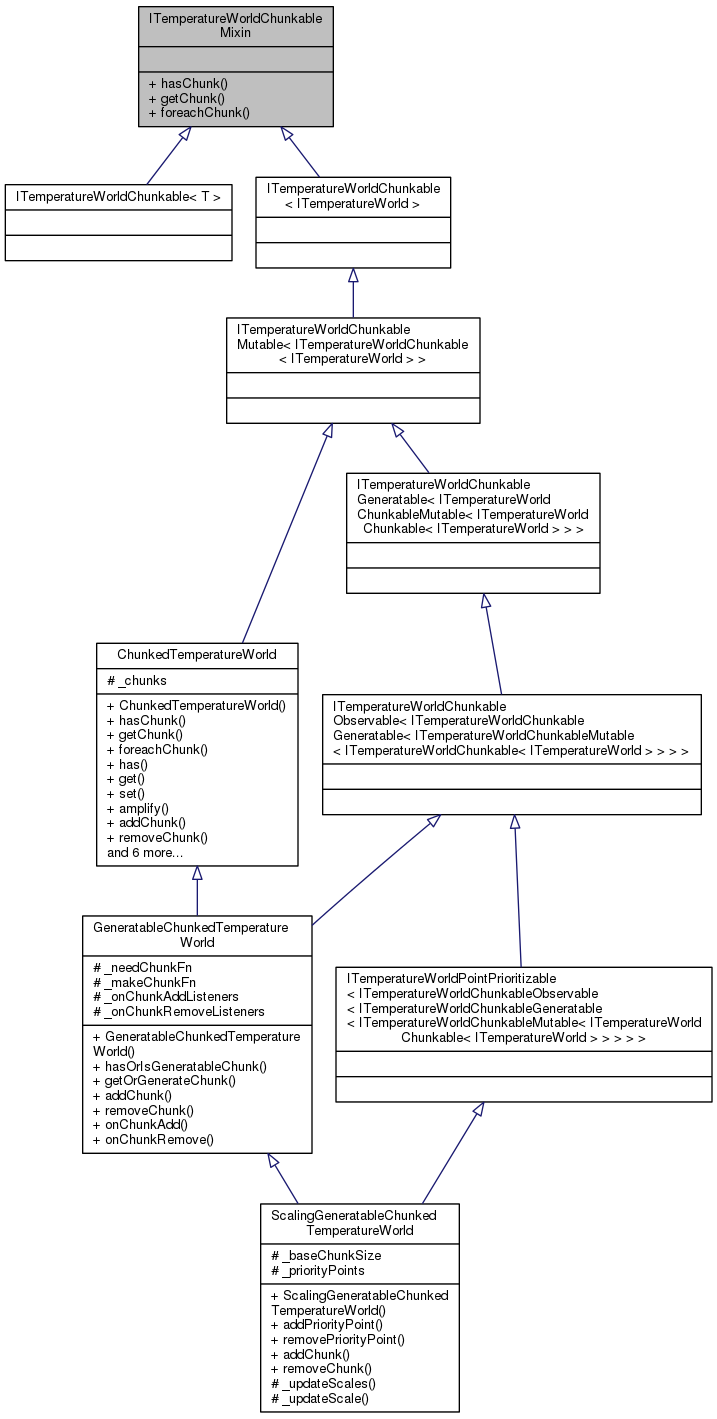 ITemperatureWorldChunkable
Mixin
+ hasChunk()
+ getChunk()
+ foreachChunk()
ITemperatureWorldChunkable< T >
ITemperatureWorldChunkable
< ITemperatureWorld >
ITemperatureWorldChunkable
Mutable< ITemperatureWorldChunkable
< ITemperatureWorld > >
ITemperatureWorldChunkable
Generatable< ITemperatureWorld
ChunkableMutable< ITemperatureWorld
Chunkable< ITemperatureWorld > > >
ChunkedTemperatureWorld
# _chunks
+ ChunkedTemperatureWorld()
+ hasChunk()
+ getChunk()
+ foreachChunk()
+ has()
+ get()
+ set()
+ amplify()
+ addChunk()
+ removeChunk()
and 6 more...
ITemperatureWorldChunkable
Observable< ITemperatureWorldChunkable
Generatable< ITemperatureWorldChunkableMutable
< ITemperatureWorldChunkable< ITemperatureWorld > > > >
GeneratableChunkedTemperature
World
# _needChunkFn
# _makeChunkFn
# _onChunkAddListeners
# _onChunkRemoveListeners
+ GeneratableChunkedTemperature
World()
+ hasOrIsGeneratableChunk()
+ getOrGenerateChunk()
+ addChunk()
+ removeChunk()
+ onChunkAdd()
+ onChunkRemove()
ITemperatureWorldPointPrioritizable
< ITemperatureWorldChunkableObservable
< ITemperatureWorldChunkableGeneratable
< ITemperatureWorldChunkableMutable< ITemperatureWorld
Chunkable< ITemperatureWorld > > > > >
ScalingGeneratableChunked
TemperatureWorld
# _baseChunkSize
# _priorityPoints
+ ScalingGeneratableChunked
TemperatureWorld()
+ addPriorityPoint()
+ removePriorityPoint()
+ addChunk()
+ removeChunk()
# _updateScales()
# _updateScale()